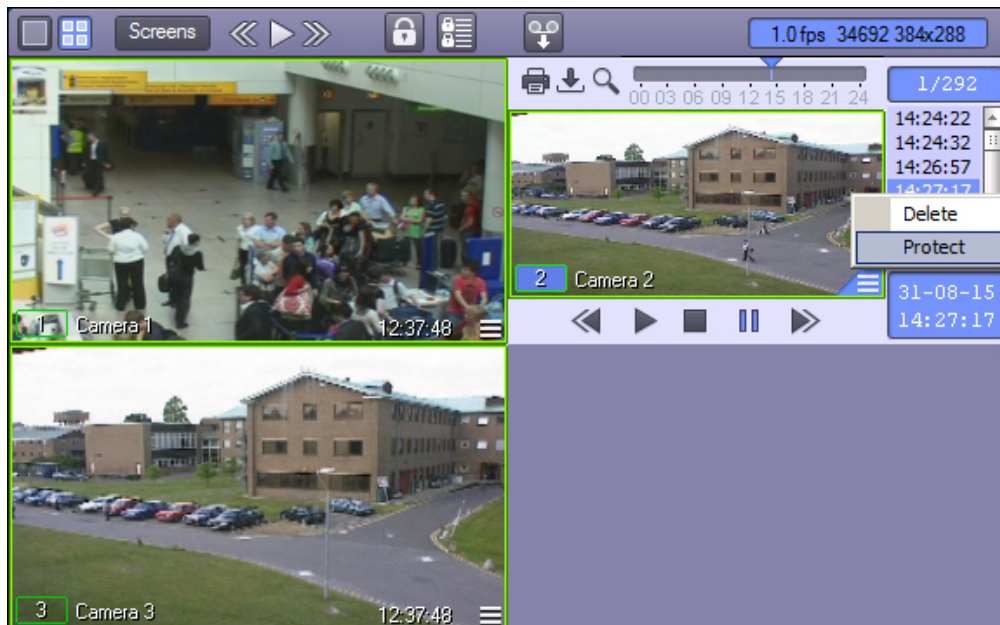 Screens
1.0 fps 34692 384x288
00 03 06 09 12 15 18 21 24
1/292
14:24:22
14:24:32
14:26:57
14:27:17
Delete
Protect
2 Camera 2
31-08-15
14:27:17
1 Camera 1 12:37:48
3 Camera 3 12:37:48